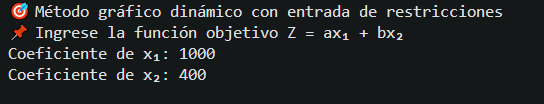 🎯 Método gráfico dinámico con entrada de restricciones
📌 Ingrese la función objetivo Z = ax₁ + bx₂
Coeficiente de x₁: 1000
Coeficiente de x₂: 400